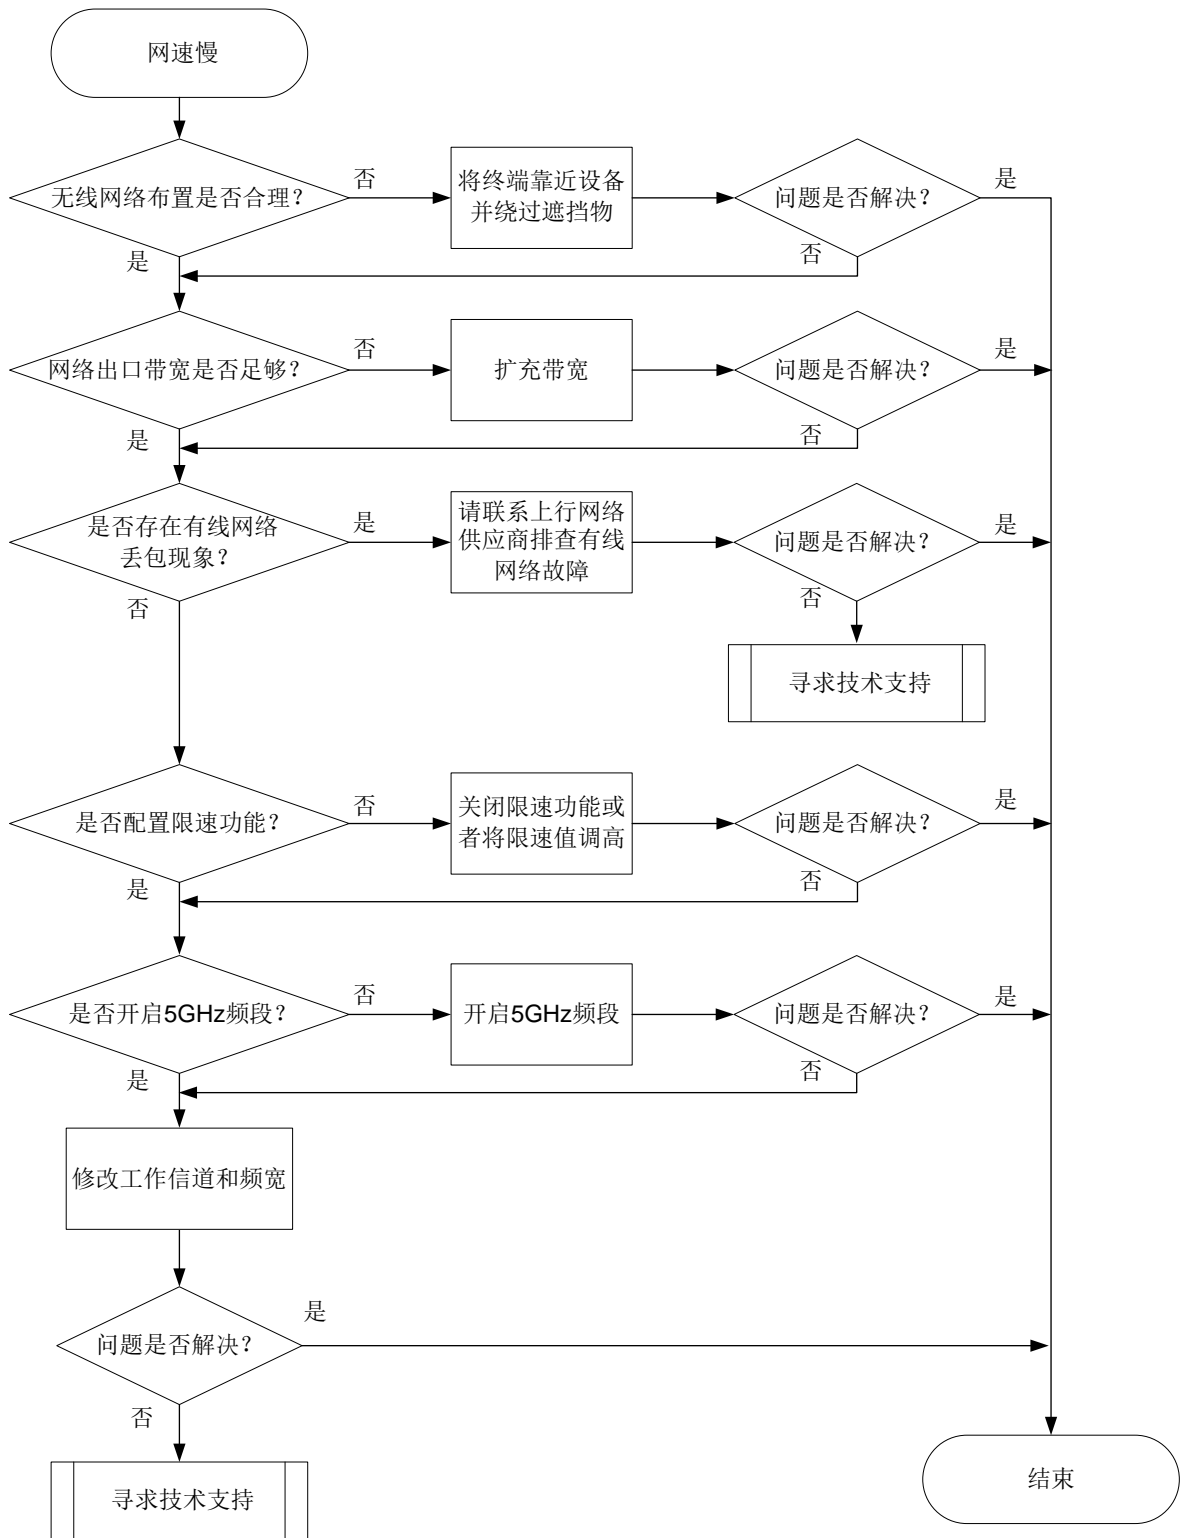 网速慢
无线网络布置是否合理？
否
将终端靠近设备
并绕过遮挡物
问题是否解决？
是
是
否
网络出口带宽是否足够？
否
扩充带宽
问题是否解决？
是
是
否
是否存在有线网络
丢包现象？
是
请联系上行网络
供应商排查有线
网络故障
问题是否解决？
是
否
否
寻求技术支持
是否配置限速功能？
否
关闭限速功能或
者将限速值调高
问题是否解决？
是
是
否
是否开启5GHz频段？
否
开启5GHz频段
问题是否解决？
是
是
否
修改工作信道和频宽
问题是否解决？
是
否
寻求技术支持
结束